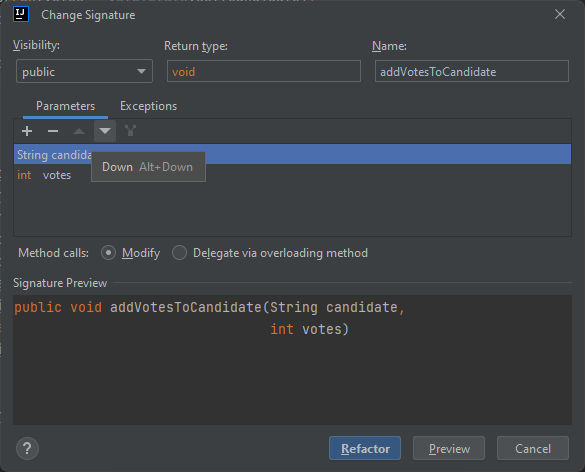 IJ Change Signature
Visibility: Return type: Name:
public void addVotesToCandidate
Parameters Exceptions
String candida
Down Alt+Down
int votes
Method calls: Modify Delegate via overloading method
Signature Preview
public void addVotesToCandidate(String candidate,
int votes)
? Refactor Preview Cancel